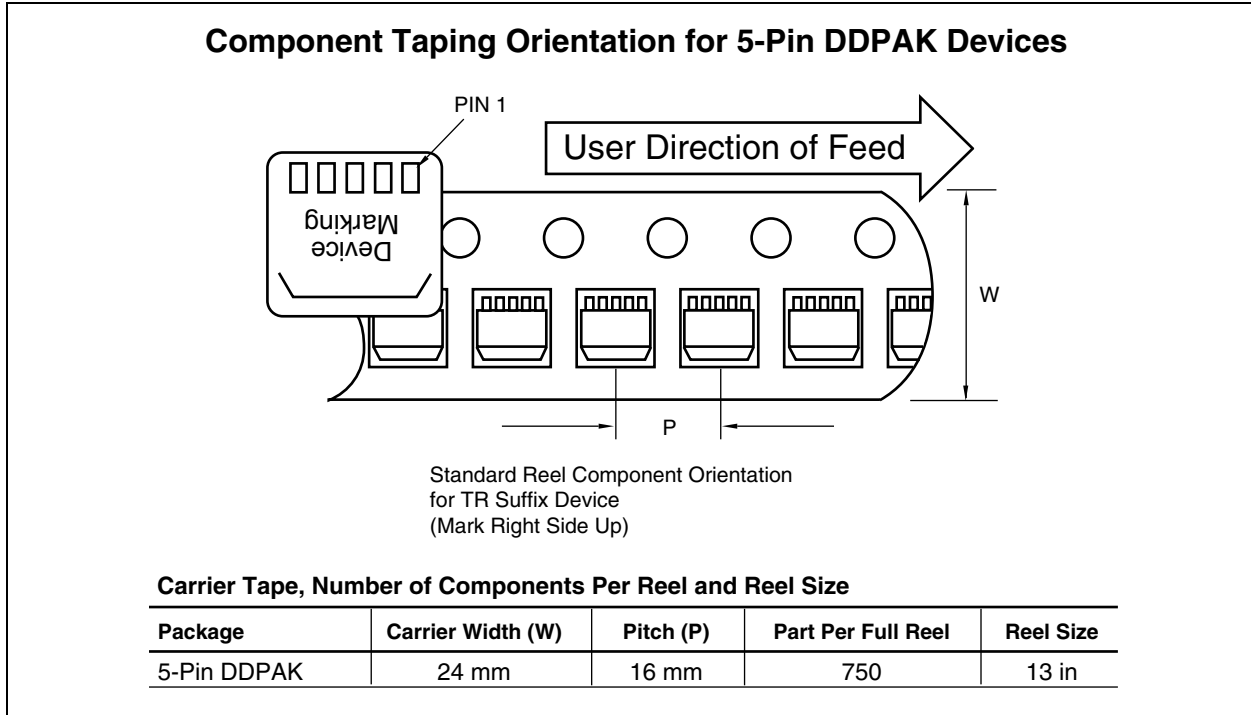 Component Taping Orientation for 5-Pin DDPAK Devices
PIN 1
User Direction of Feed
Device
Marking
W
P
Standard Reel Component Orientation
for TR Suffix Device
(Mark Right Side Up)
Carrier Tape, Number of Components Per Reel and Reel Size
Package Carrier Width (W) Pitch (P) Part Per Full Reel Reel Size
5-Pin DDPAK 24 mm 16 mm 750 13 in